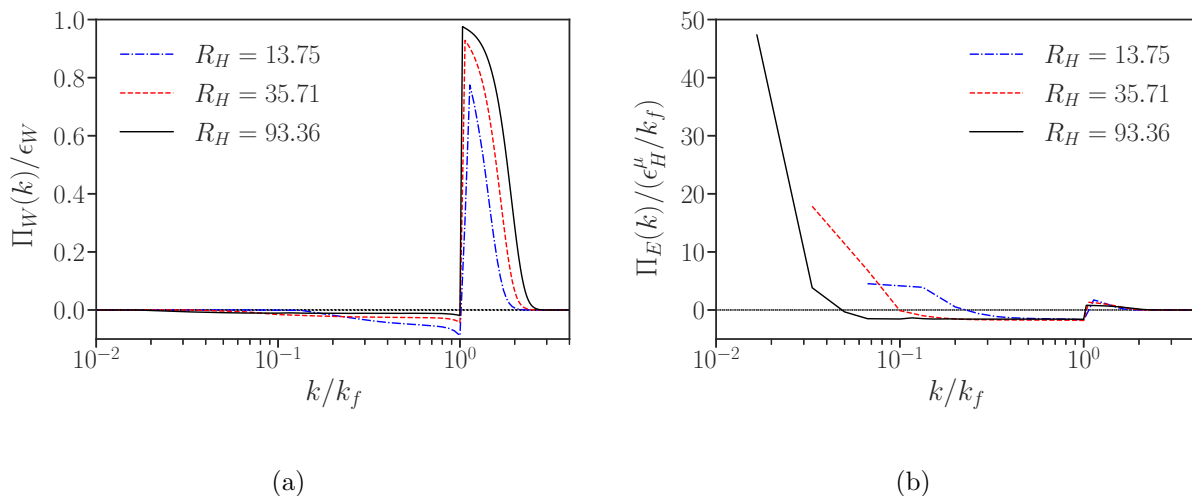 1.0
0.8
0.6
0.4
0.2
0.0
Π_W(k)/ϵ_W
R_H = 13.75
R_H = 35.71
R_H = 93.36
10^{-2}
10^{-1}
10^0
k/k_f
(a)
50
40
30
20
10
0
Π_E(k)/(ϵ_H^μ/k_f)
R_H = 13.75
R_H = 35.71
R_H = 93.36
10^{-2}
10^{-1}
10^0
k/k_f
(b)